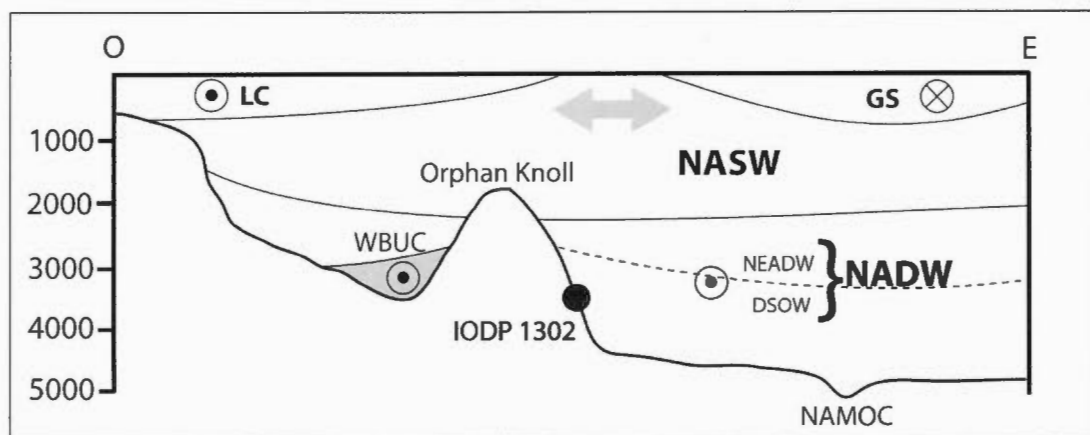 O
E
LC
GS
1000
Orphan Knoll
NASW
2000
WBUC
3000
NEADW
NADW
DSOW
IODP 1302
4000
5000
NAMOC